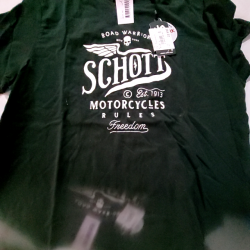 ROAD WARRIOR
SCHOTT
© Est. 1913
MOTORCYCLES
RULES
Freedom